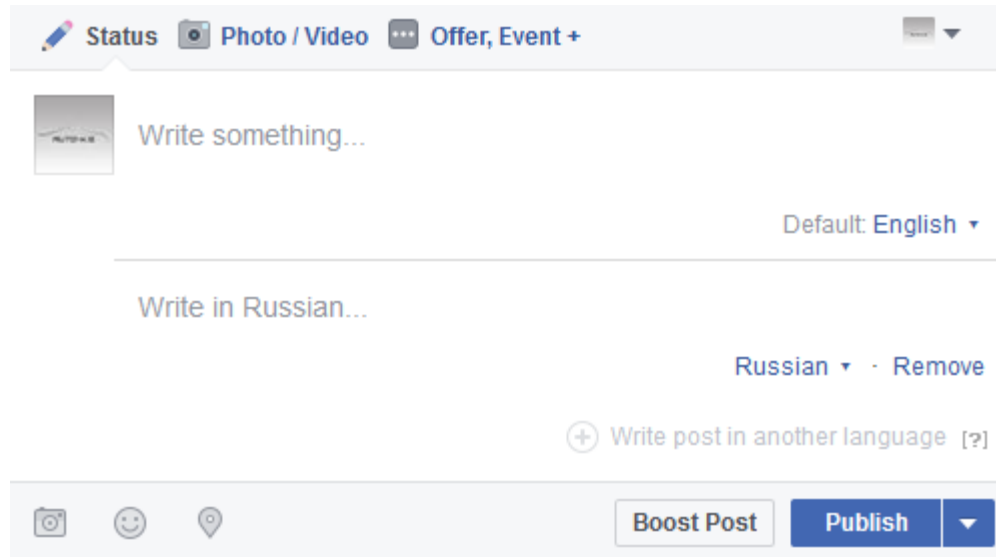 Status Photo / Video Offer, Event +
Write something...
Default: English
Write in Russian...
Russian · Remove
Write post in another language [?]
Boost Post Publish